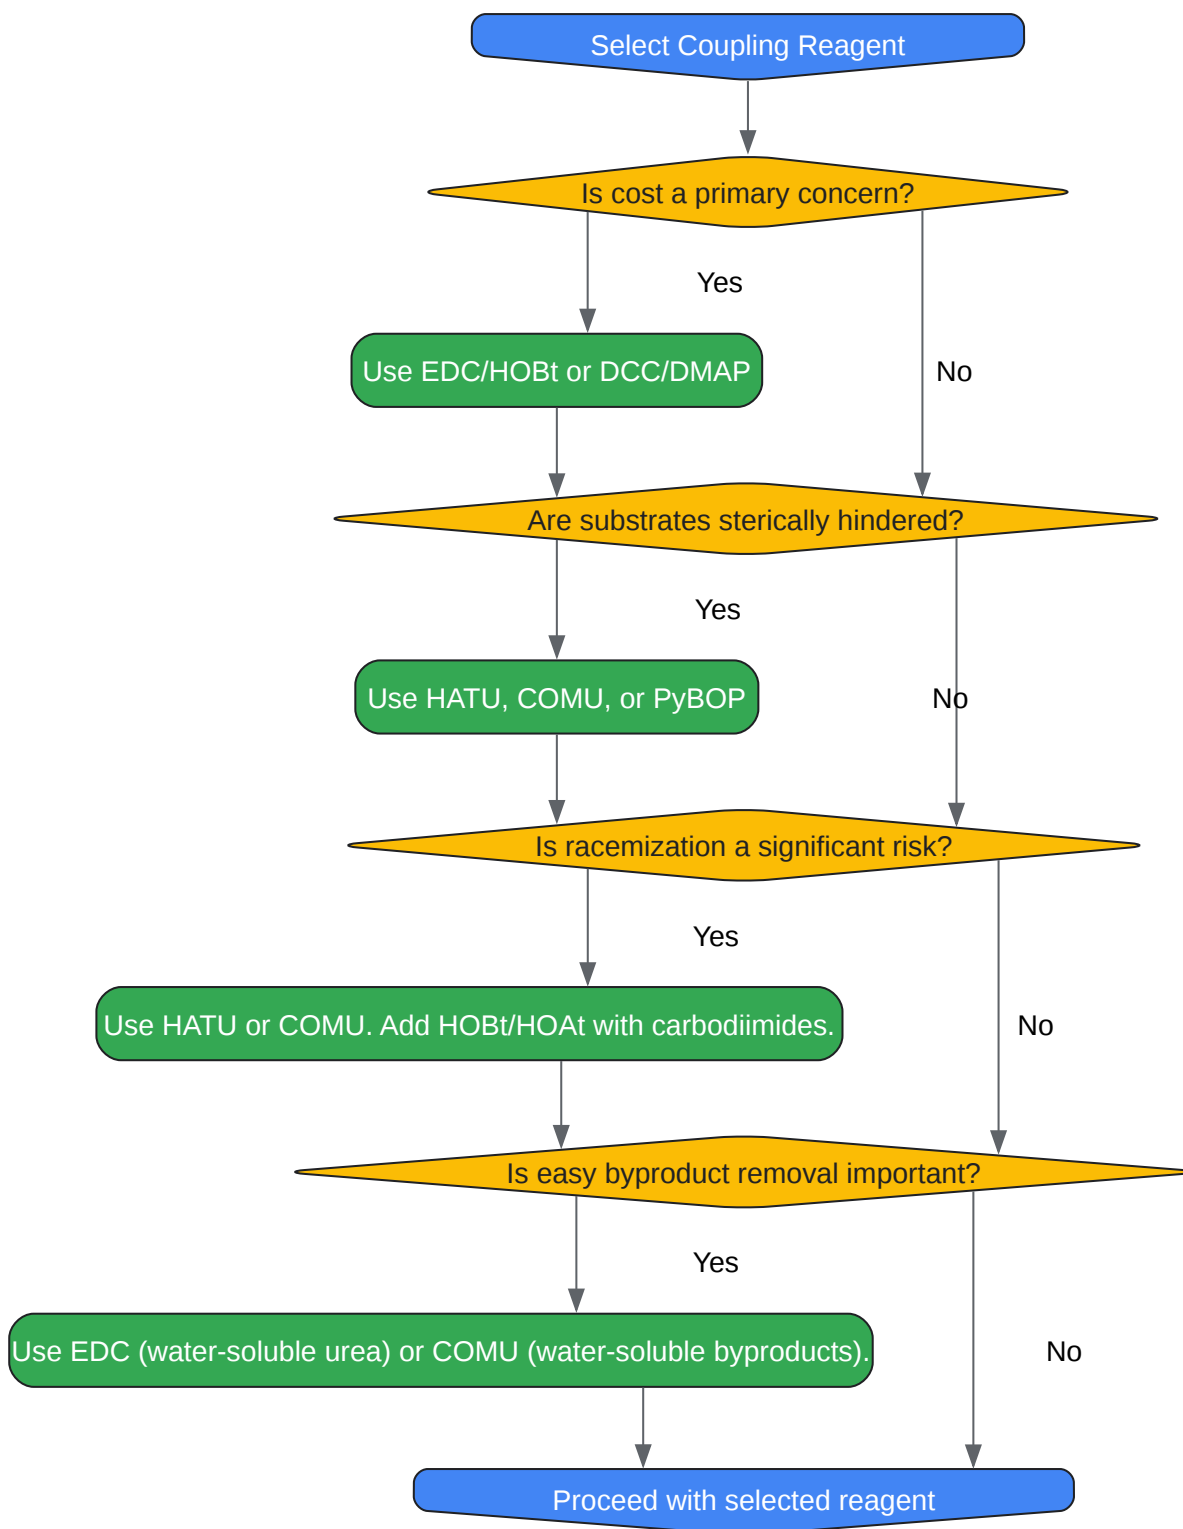 Select Coupling Reagent
Is cost a primary concern?
Yes
Use EDC/HOBt or DCC/DMAP
No
Are substrates sterically hindered?
Yes
Use HATU, COMU, or PyBOP
No
Is racemization a significant risk?
Yes
Use HATU or COMU. Add HOBt/HOAt with carbodiimides.
No
Is easy byproduct removal important?
Yes
Use EDC (water-soluble urea) or COMU (water-soluble byproducts).
No
Proceed with selected reagent